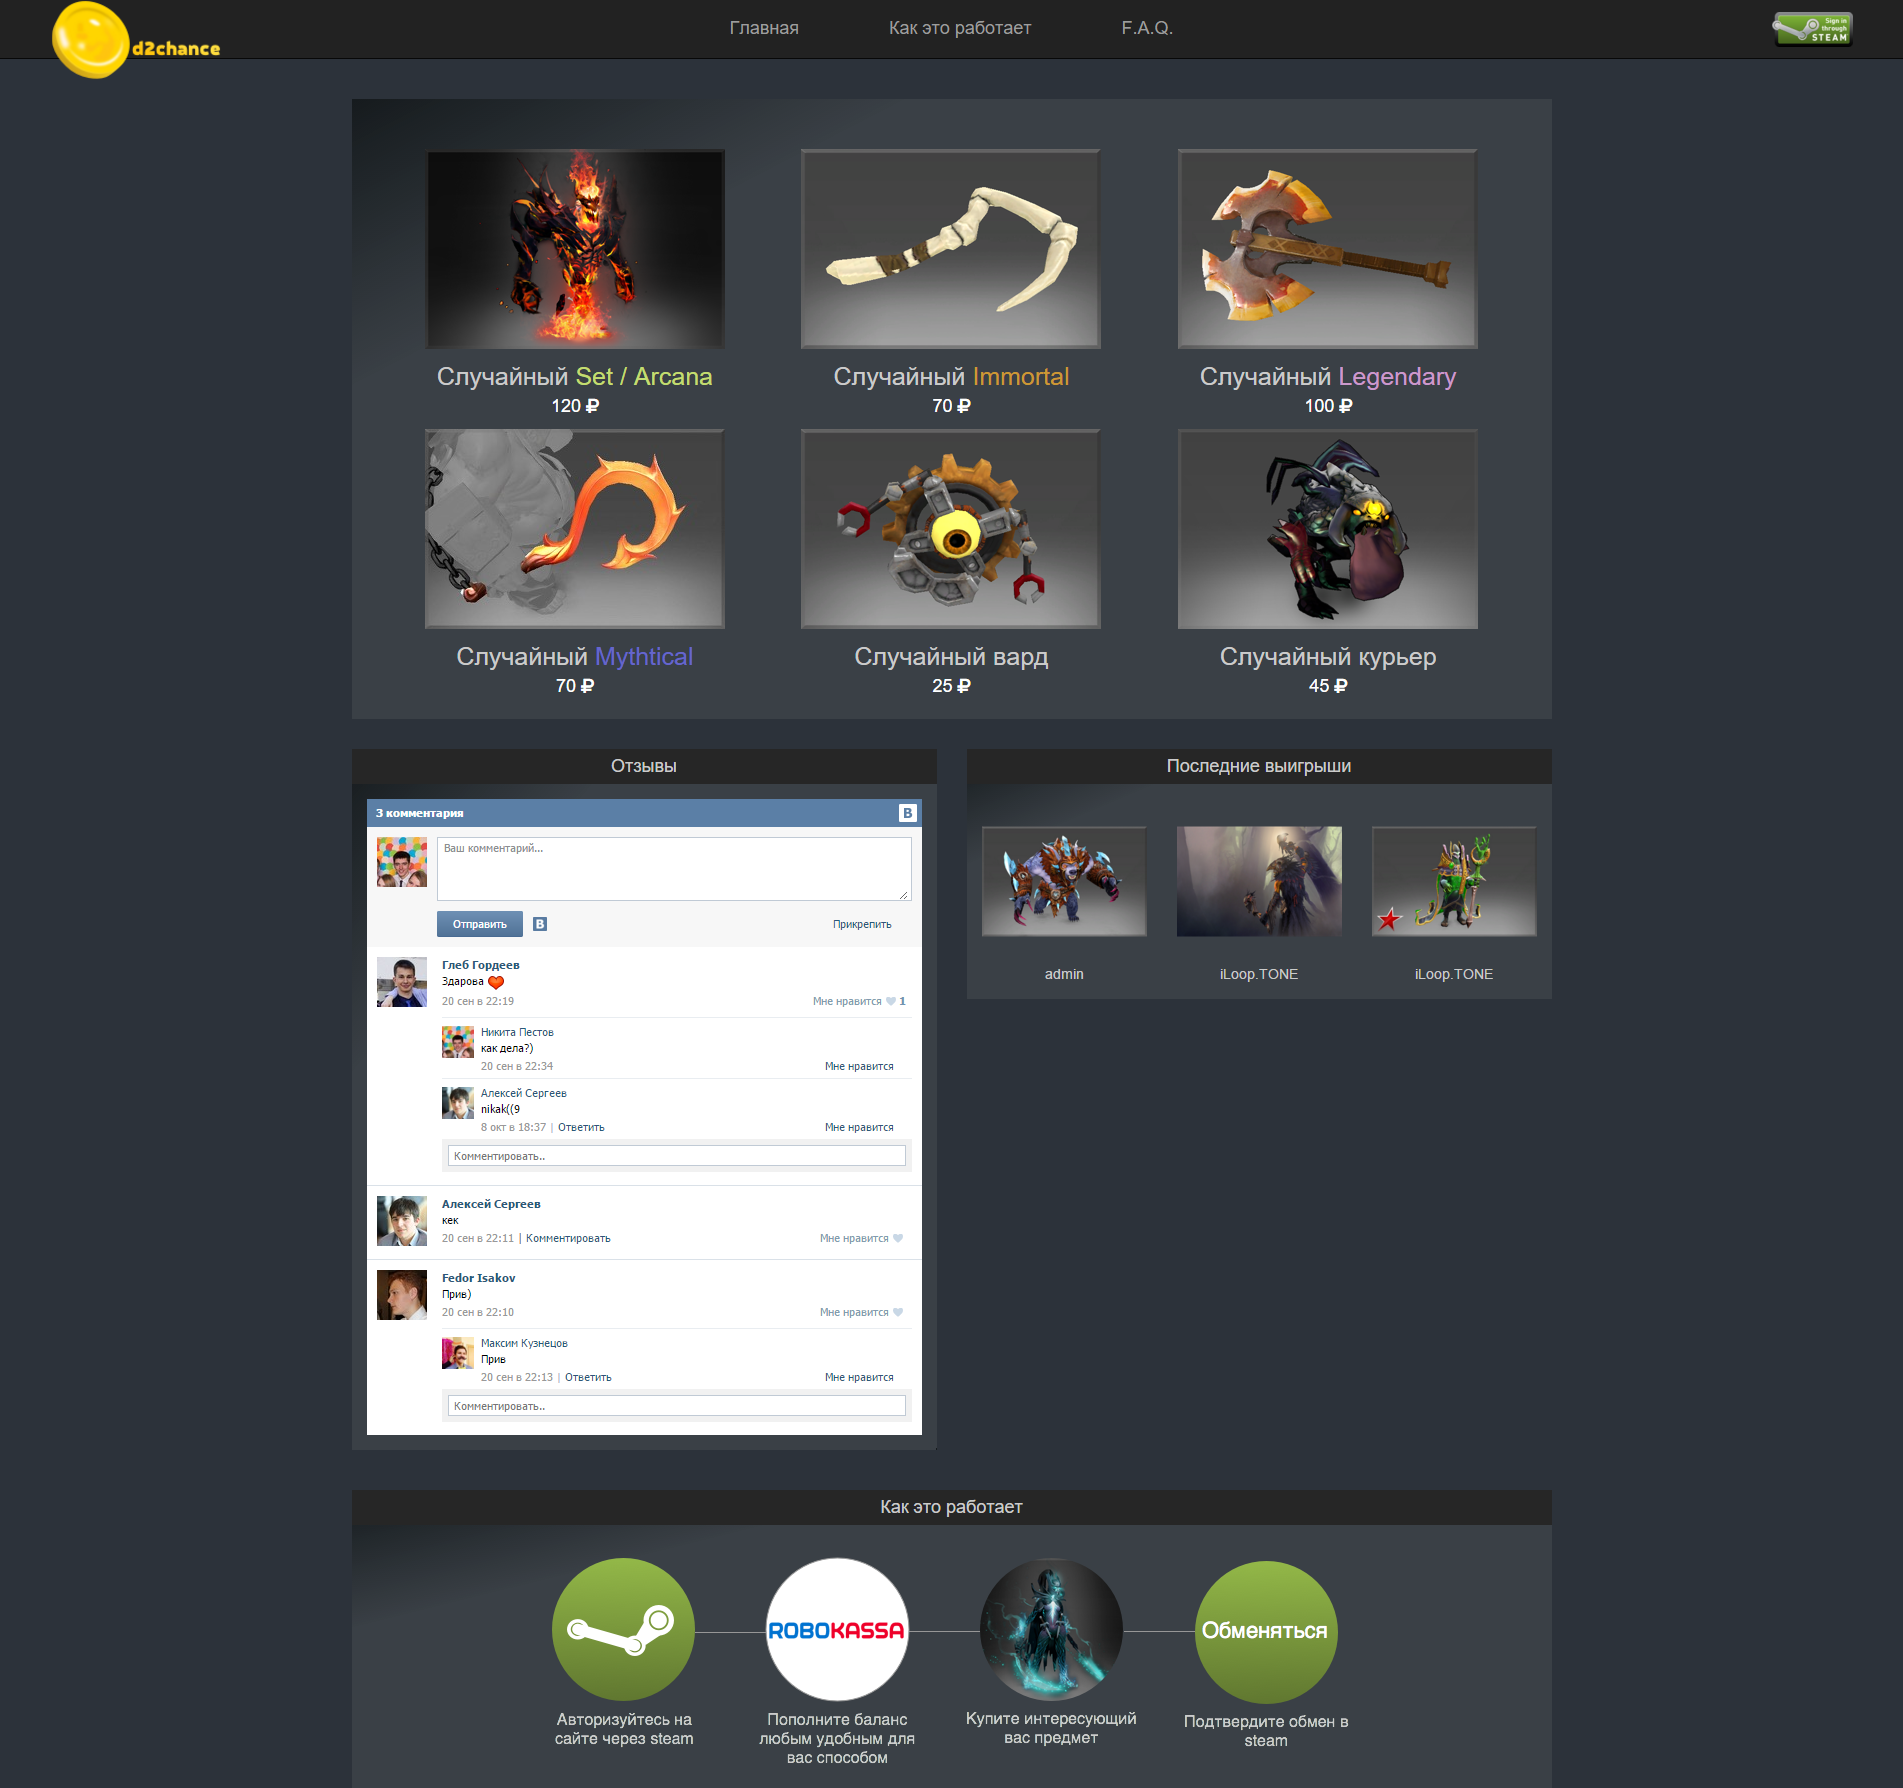 d2chance
Главная
Как это работает
F.A.Q.
Sign in
through
STEAM
Случайный Set / Arcana
120 ₽
Случайный Immortal
70 ₽
Случайный Legendary
100 ₽
Случайный Mythtical
70 ₽
Случайный вард
25 ₽
Случайный курьер
45 ₽
Отзывы
3 комментария
В
Ваш комментарий...
Отправить
В
Прикрепить
Глеб Гордеев
Здарова
20 сен в 22:19
Мне нравится 1
Никита Пестов
как дела?)
20 сен в 22:34
Мне нравится
Алексей Сергеев
nikak((9
8 окт в 18:37 | Ответить
Мне нравится
Комментировать..
Алексей Сергеев
кек
20 сен в 22:11 | Комментировать
Мне нравится
Fedor Isakov
Прив)
20 сен в 22:10
Мне нравится
Максим Кузнецов
Прив
20 сен в 22:13 | Ответить
Мне нравится
Комментировать..
Последние выигрыши
admin
iLoop.TONE
iLoop.TONE
Как это работает
ROBOKASSA
Обменяться
Авторизуйтесь на
сайте через steam
Пополните баланс
любым удобным для
вас способом
Купите интересующий
вас предмет
Подтвердите обмен в
steam